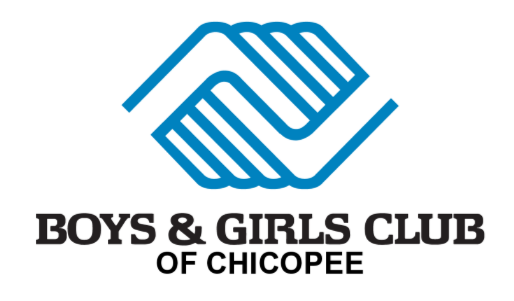 BOYS & GIRLS CLUB
OF CHICOPEE